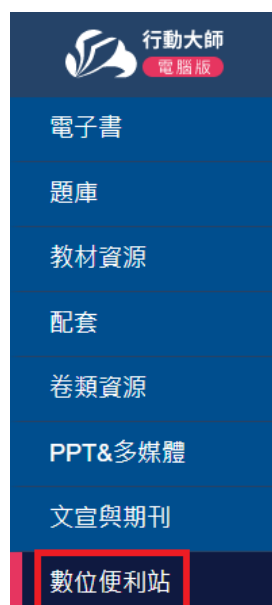 行動大師
電腦版
電子書
題庫
教材資源
配套
卷類資源
PPT&多媒體
文宣與期刊
數位便利站